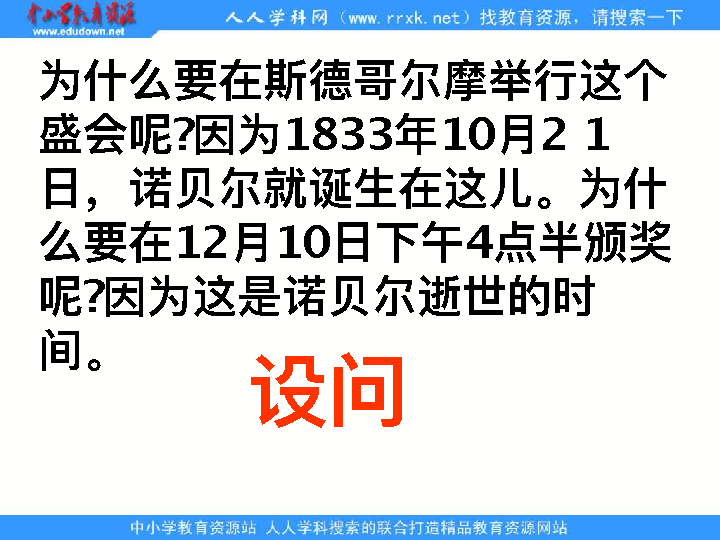 中小学教育资源
www.edudown.net
人人学科网（www.rrxk.net）找教育资源，请搜索一下
为什么要在斯德哥尔摩举行这个
盛会呢?因为1833年10月2 1
日，诺贝尔就诞生在这儿。为什
么要在12月10日下午4点半颁奖
呢?因为这是诺贝尔逝世的时
间。
设问
中小学教育资源站 人人学科搜索的联合打造精品教育资源网站